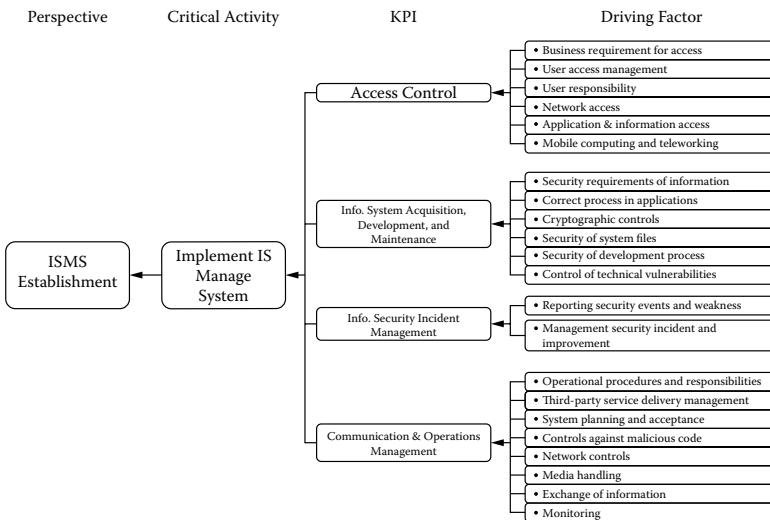 Perspective
Critical Activity
KPI
Driving Factor
• Business requirement for access
• User access management
• User responsibility
• Network access
• Application & information access
• Mobile computing and teleworking
Access Control
• Security requirements of information
• Correct process in applications
• Cryptographic controls
• Security of system files
• Security of development process
• Control of technical vulnerabilities
Info. System Acquisition,
Development, and
Maintenance
ISMS
Establishment
Implement IS
Manage
System
• Reporting security events and weakness
• Management security incident and
improvement
Info. Security Incident
Management
• Operational procedures and responsibilities
• Third-party service delivery management
• System planning and acceptance
• Controls against malicious code
• Network controls
• Media handling
• Exchange of information
• Monitoring
Communication & Operations
Management